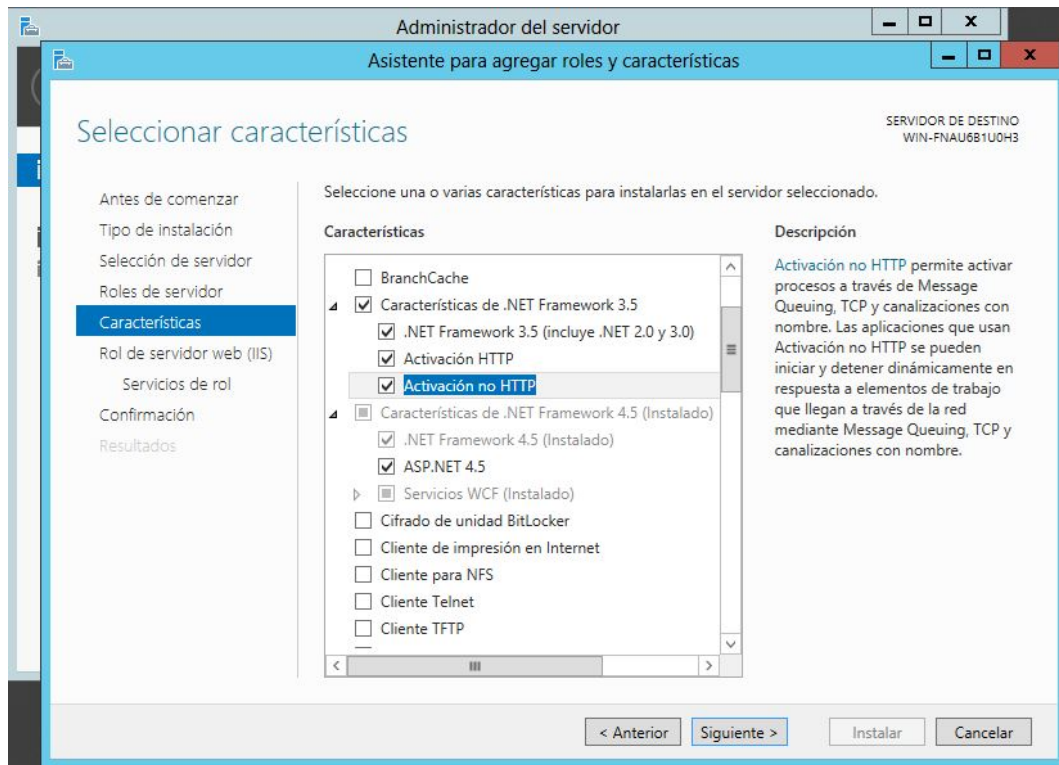 Administrador del servidor
Asistente para agregar roles y características
Seleccionar características
SERVIDOR DE DESTINO
WIN-FNAU6B1U0H3
Antes de comenzar
Tipo de instalación
Selección de servidor
Roles de servidor
Características
Rol de servidor web (IIS)
Servicios de rol
Confirmación
Resultados
Seleccione una o varias características para instalarlas en el servidor seleccionado.
Características
BranchCache
Características de .NET Framework 3.5
.NET Framework 3.5 (incluye .NET 2.0 y 3.0)
Activación HTTP
Activación no HTTP
Características de .NET Framework 4.5 (Instalado)
.NET Framework 4.5 (Instalado)
ASP.NET 4.5
Servicios WCF (Instalado)
Cifrado de unidad BitLocker
Cliente de impresión en Internet
Cliente para NFS
Cliente Telnet
Cliente TFTP
Descripción
Activación no HTTP permite activar
procesos a través de Message
Queuing, TCP y canalizaciones con
nombre. Las aplicaciones que usan
Activación no HTTP se pueden
iniciar y detener dinámicamente en
respuesta a elementos de trabajo
que llegan a través de la red
mediante Message Queuing, TCP y
canalizaciones con nombre.
< Anterior
Siguiente >
Instalar
Cancelar